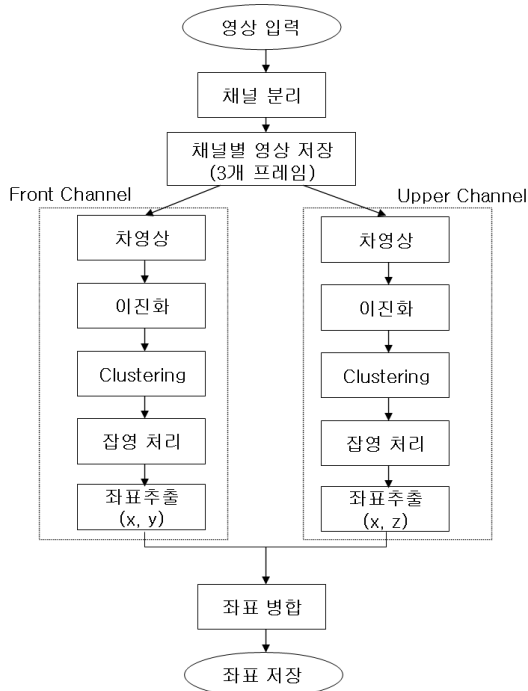 영상 입력
채널 분리
채널별 영상 저장
(3개 프레임)
Front Channel
차영상
이진화
Clustering
잡영 처리
좌표추출
(x, y)
Upper Channel
차영상
이진화
Clustering
잡영 처리
좌표추출
(x, z)
좌표 병합
좌표 저장